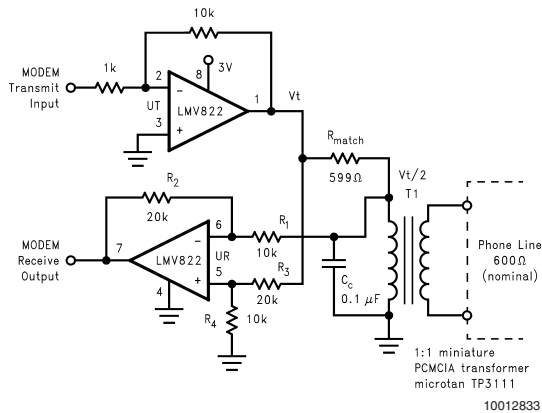 10k
1k
MODEM
Transmit
Input
2
8
3V
1
Vt
UT
LMV822
3
−
+
Rmatch
599Ω
Vt/2
T1
R2
20k
6
R1
10k
MODEM
Receive
Output
7
LMV822
−
+
UR
5
R3
20k
4
R4
10k
Cc
0.1 µF
Phone Line
600Ω
(nominal)
1:1 miniature
PCMCIA transformer
microtan TP3111
10012833